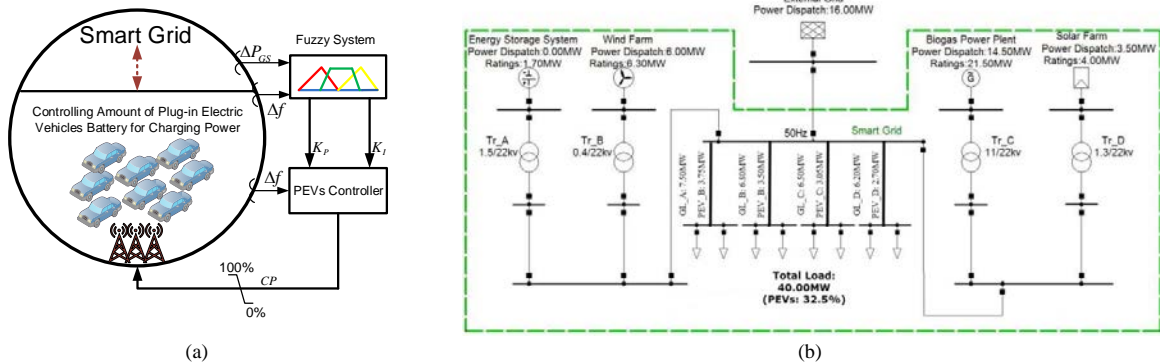 Smart Grid
Controlling Amount of Plug-in Electric
Vehicles Battery for Charging Power
ΔP_GS
Δf
Fuzzy System
K_P
K_I
Δf
PEVs Controller
CP
100%
0%
(a)
External Grid
Power Dispatch:16.00MW
Energy Storage System
Power Dispatch:0.00MW
Ratings:1.70MW
Wind Farm
Power Dispatch:6.00MW
Ratings:6.30MW
Biogas Power Plent
Power Dispatch:14.50MW
Ratings:21.50MW
Solar Farm
Power Dispatch:3.50MW
Ratings:4.00MW
G
50Hz
Smart Grid
Tr_A
1.5/22kv
Tr_B
0.4/22kv
Tr_C
11/22kv
Tr_D
1.3/22kv
GL_A: 7.50MW
PEV_B: 3.75MW
GL_B: 6.80MW
PEV_B: 3.50MW
GL_C: 6.50MW
PEV_C: 3.05MW
GL_D: 6.20MW
PEV_D: 2.70MW
Total Load:
40.00MW
(PEVs: 32.5%)
(b)